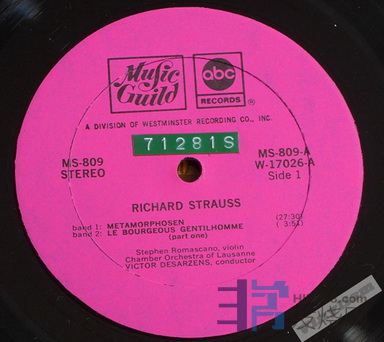 Music Guild
abc
RECORDS ®
A DIVISION OF WESTMINSTER RECORDING CO., INC.
71281S
MS-809
STEREO
MS-809-A
W-17026-A
Side 1
RICHARD STRAUSS
band 1: METAMORPHOSEN (27:30)
band 2: LE BOURGEOUS GENTILHOMME (3:51)
(part one)
Stephen Romascano, violin
Chamber Orchestra of Lausanne
VICTOR DESARZENS, conductor